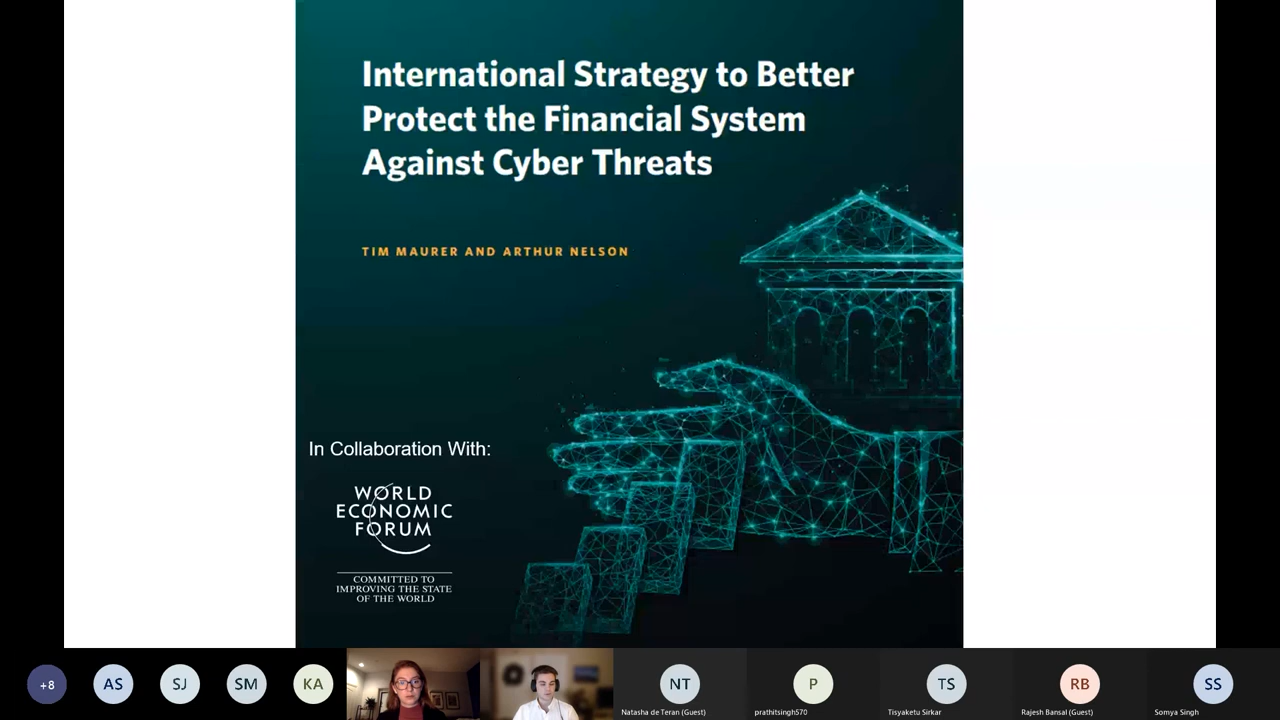 International Strategy to Better
Protect the Financial System
Against Cyber Threats
TIM MAURER AND ARTHUR NELSON
In Collaboration With:
WORLD
ECONOMIC
FORUM
COMMITTED TO
IMPROVING THE STATE
OF THE WORLD
+8
AS
SJ
SM
KA
NT
P
TS
RB
SS
Natasha de Teran (Guest)
prathitsingh570
Tisyaketu Sirkar
Rajesh Bansal (Guest)
Somya Singh